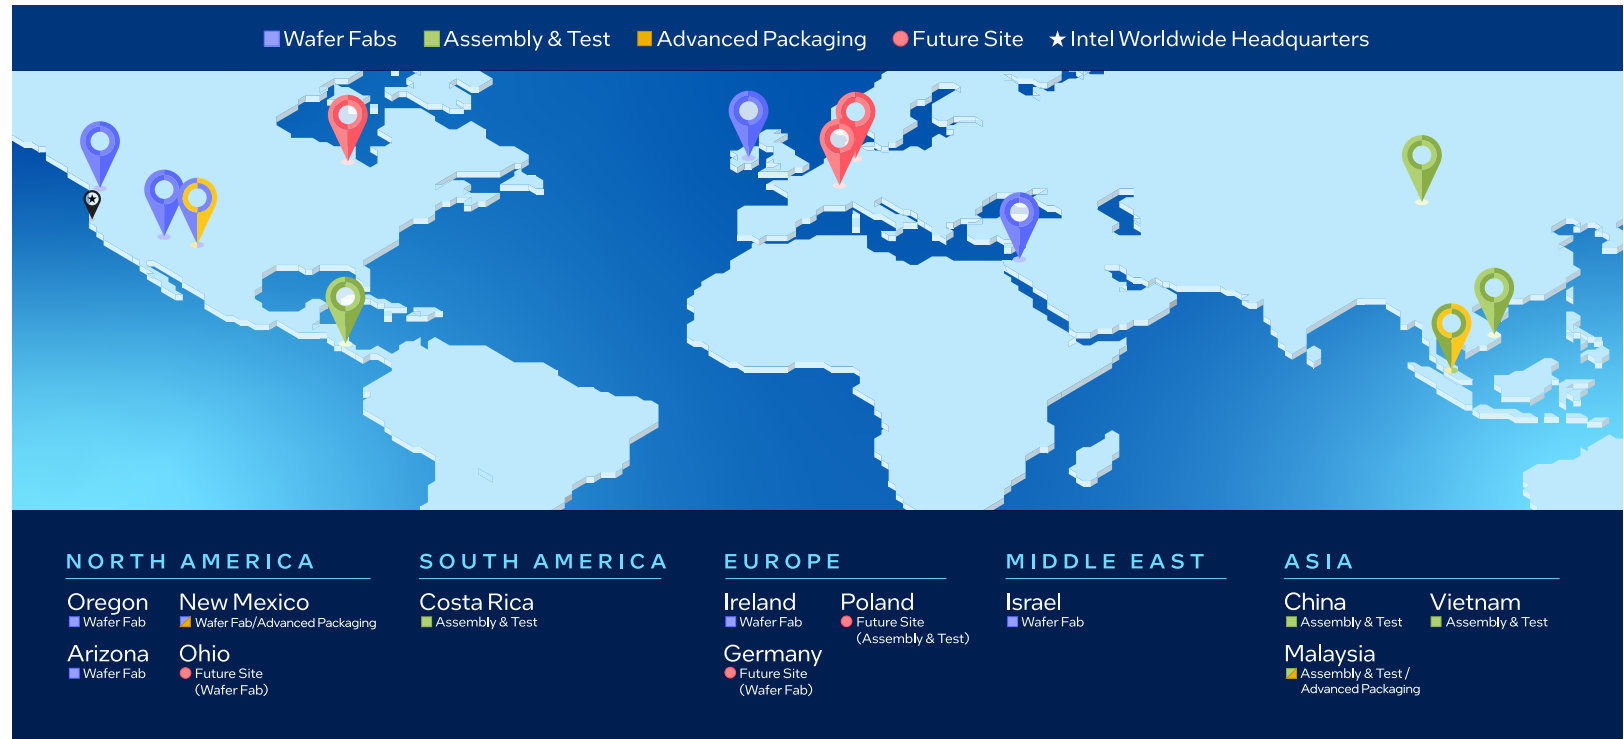 Wafer Fabs Assembly & Test Advanced Packaging Future Site Intel Worldwide Headquarters
NORTH AMERICA
Oregon
Wafer Fab
New Mexico
Wafer Fab/Advanced Packaging
Arizona
Wafer Fab
Ohio
Future Site
(Wafer Fab)
SOUTH AMERICA
Costa Rica
Assembly & Test
EUROPE
Ireland
Wafer Fab
Poland
Future Site
(Assembly & Test)
Germany
Future Site
(Wafer Fab)
MIDDLE EAST
Israel
Wafer Fab
ASIA
China
Assembly & Test
Vietnam
Assembly & Test
Malaysia
Assembly & Test /
Advanced Packaging